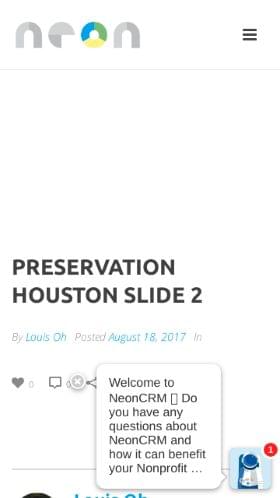 neon
PRESERVATION
HOUSTON SLIDE 2
By Louis Oh Posted August 18, 2017 In
0 0
Welcome to
NeonCRM ▯ Do
you have any
questions about
NeonCRM and
how it can benefit
your Nonprofit ...
1
Louis Oh